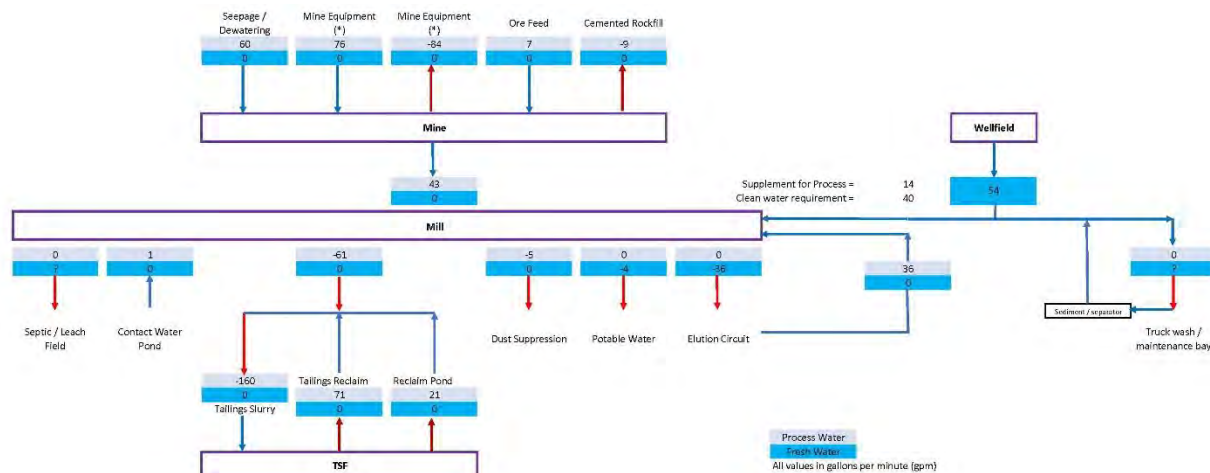 Seepage / Dewatering
Mine Equipment (*)
Mine Equipment (*)
Ore Feed
Cemented Rockfill
60
76
-84
7
-9
0
0
0
0
0
Mine
Wellfield
43
0
Supplement for Process = 14
Clean water requirement = 40
54
Mill
0
1
-61
-5
0
0
36
0
?
0
0
0
-4
-36
0
?
Septic / Leach Field
Contact Water Pond
Dust Suppression
Potable Water
Elution Circuit
Sediment / separator
Truck wash / maintenance bay
-160
Tailings Reclaim
Reclaim Pond
0
71
21
Tailings Slurry
0
0
TSF
Process Water
Fresh Water
All values in gallons per minute (gpm)